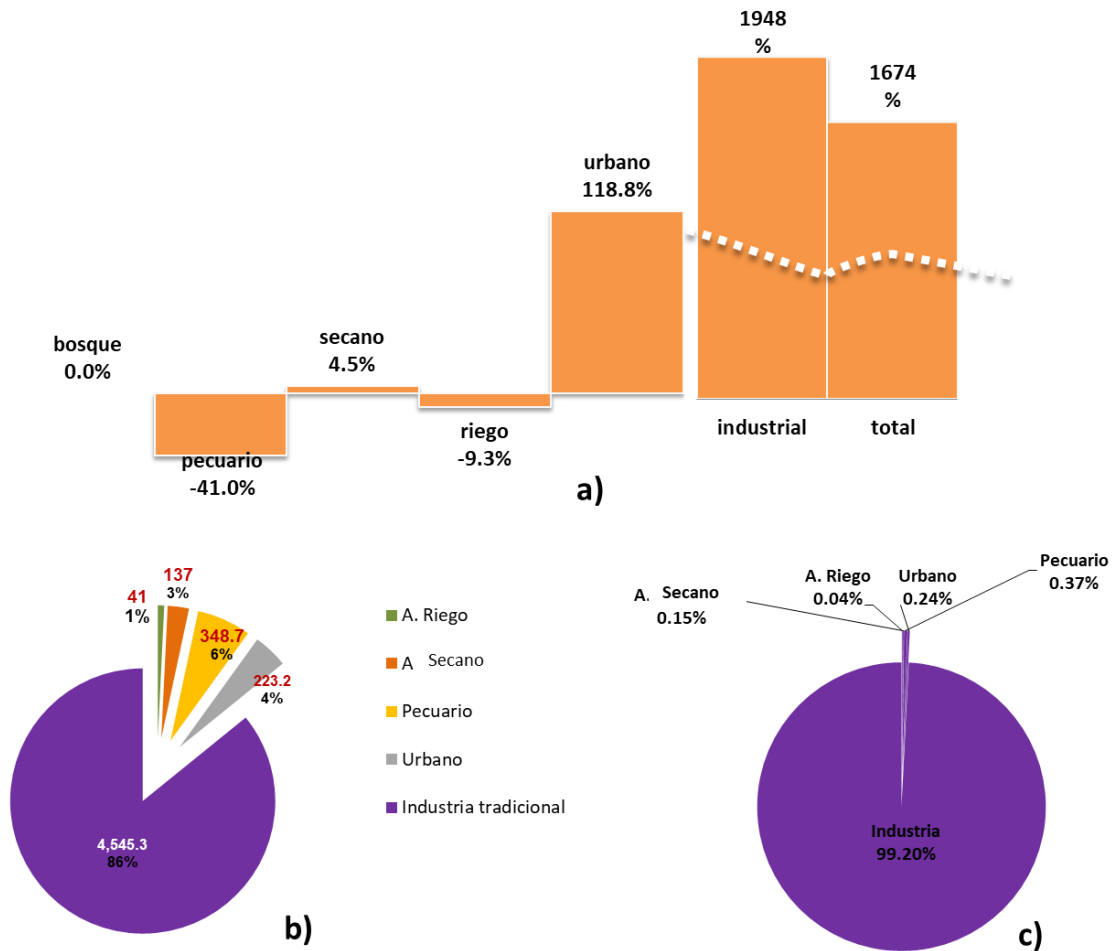 1948
%
1674
%
urbano
118.8%
bosque
0.0%
secano
4.5%
pecuario
-41.0%
riego
-9.3%
industrial
total
a)
41
1%
137
3%
348.7
6%
223.2
4%
4,545.3
86%
A. Riego
A Secano
Pecuario
Urbano
Industria tradicional
b)
A. Secano
0.15%
A. Riego
0.04%
Urbano
0.24%
Pecuario
0.37%
Industria
99.20%
c)